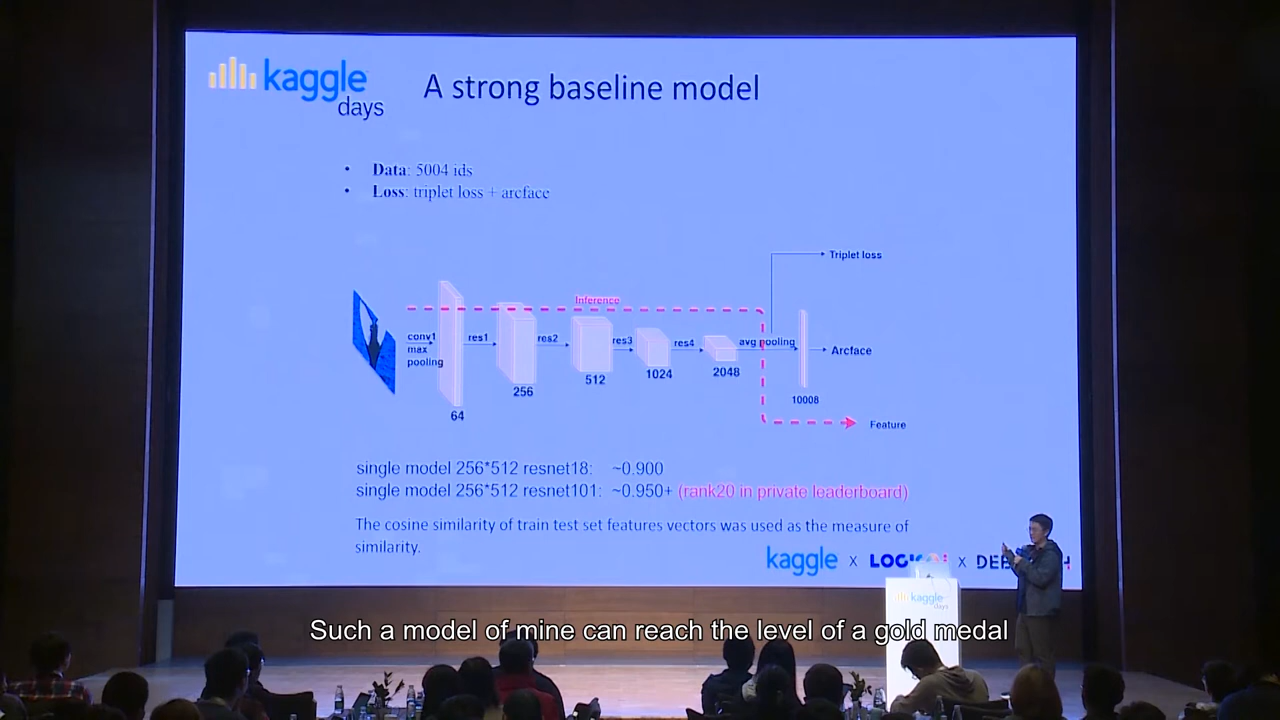 kaggle
days
A strong baseline model
• Data: 5004 ids
• Loss: triplet loss + arcface
Triplet loss
Inference
conv1
max
pooling
res1
res2
res3
res4
avg pooling
Arcface
64
256
512
1024
2048
10008
Feature
single model 256*512 resnet18: ~0.900
single model 256*512 resnet101: ~0.950+ (rank20 in private leaderboard)
The cosine similarity of train test set features vectors was used as the measure of
similarity.
kaggle x x
kaggle
days
Such a model of mine can reach the level of a gold medal